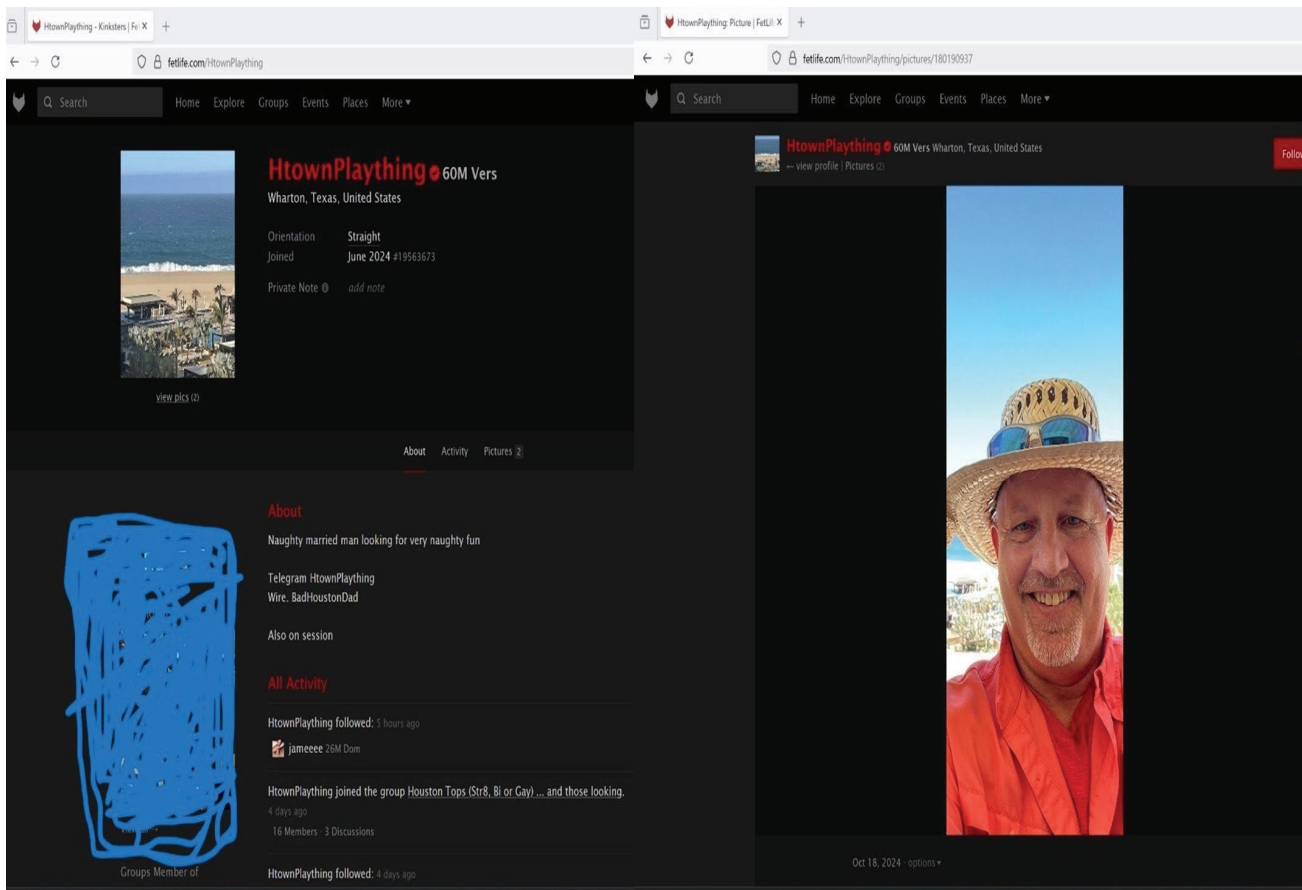 HtownPlaything - Kinksters | Fe
fetlife.com/HtownPlaything
Search
Home Explore Groups Events Places More
HtownPlaything 60M Vers
Wharton, Texas, United States
Orientation Straight
Joined June 2024 #19563673
Private Note add note
view pics (2)
About Activity Pictures 2
About
Naughty married man looking for very naughty fun
Telegram HtownPlaything
Wire. BadHoustonDad
Also on session
All Activity
HtownPlaything followed: 5 hours ago
jameeee 26M Dom
HtownPlaything joined the group Houston Tops (Str8, Bi or Gay) ... and those looking.
4 days ago
16 Members · 3 Discussions
HtownPlaything followed: 4 days ago
Groups Member of
HtownPlaything: Picture | FetLif
fetlife.com/HtownPlaything/pictures/180190937
Search
Home Explore Groups Events Places More
HtownPlaything 60M Vers Wharton, Texas, United States
← view profile | Pictures (2)
Follow
Oct 18, 2024 · options